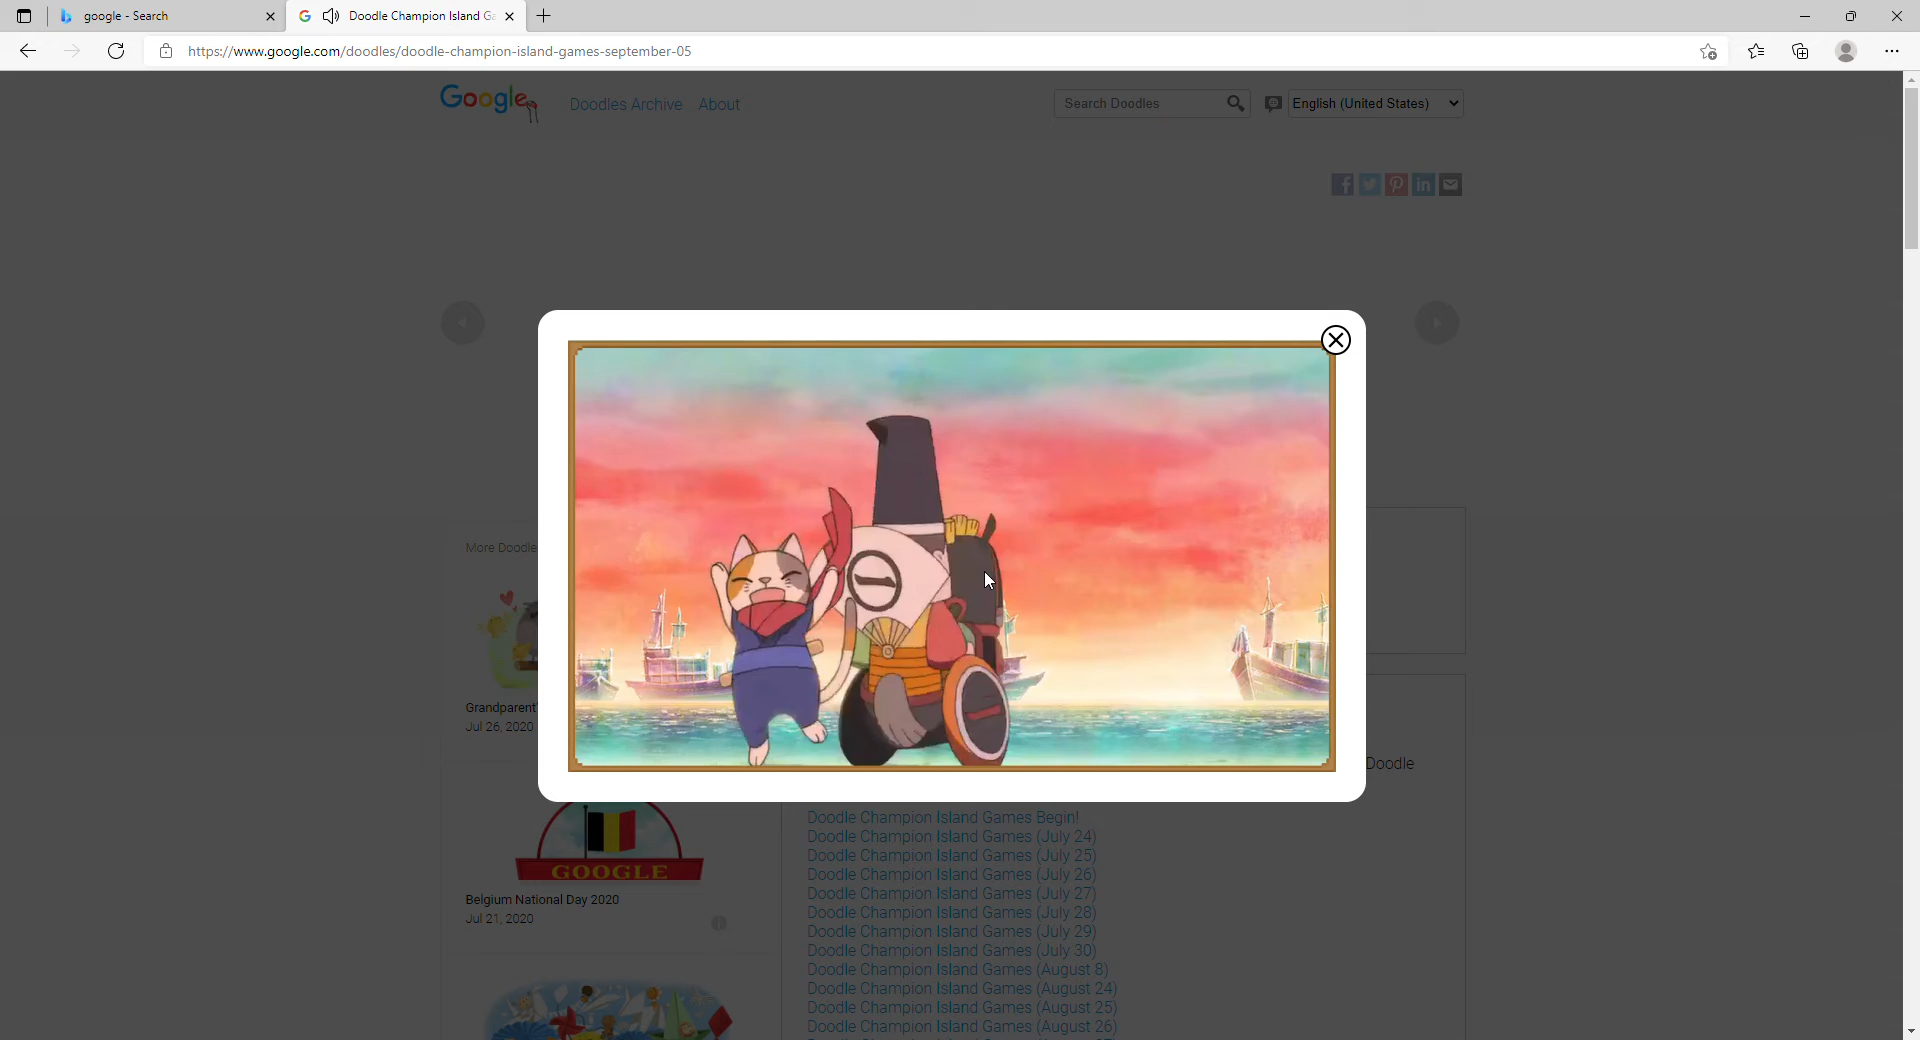 google - Search
Doodle Champion Island Ga
https://www.google.com/doodles/doodle-champion-island-games-september-05
Google
Doodles Archive
About
Search Doodles
English (United States)
More Doodle
一
Grandparent'
Jul 26, 2020
Doodle
GOOGLE
Belgium National Day 2020
Jul 21, 2020
Doodle Champion Island Games Begin!
Doodle Champion Island Games (July 24)
Doodle Champion Island Games (July 25)
Doodle Champion Island Games (July 26)
Doodle Champion Island Games (July 27)
Doodle Champion Island Games (July 28)
Doodle Champion Island Games (July 29)
Doodle Champion Island Games (July 30)
Doodle Champion Island Games (August 8)
Doodle Champion Island Games (August 24)
Doodle Champion Island Games (August 25)
Doodle Champion Island Games (August 26)